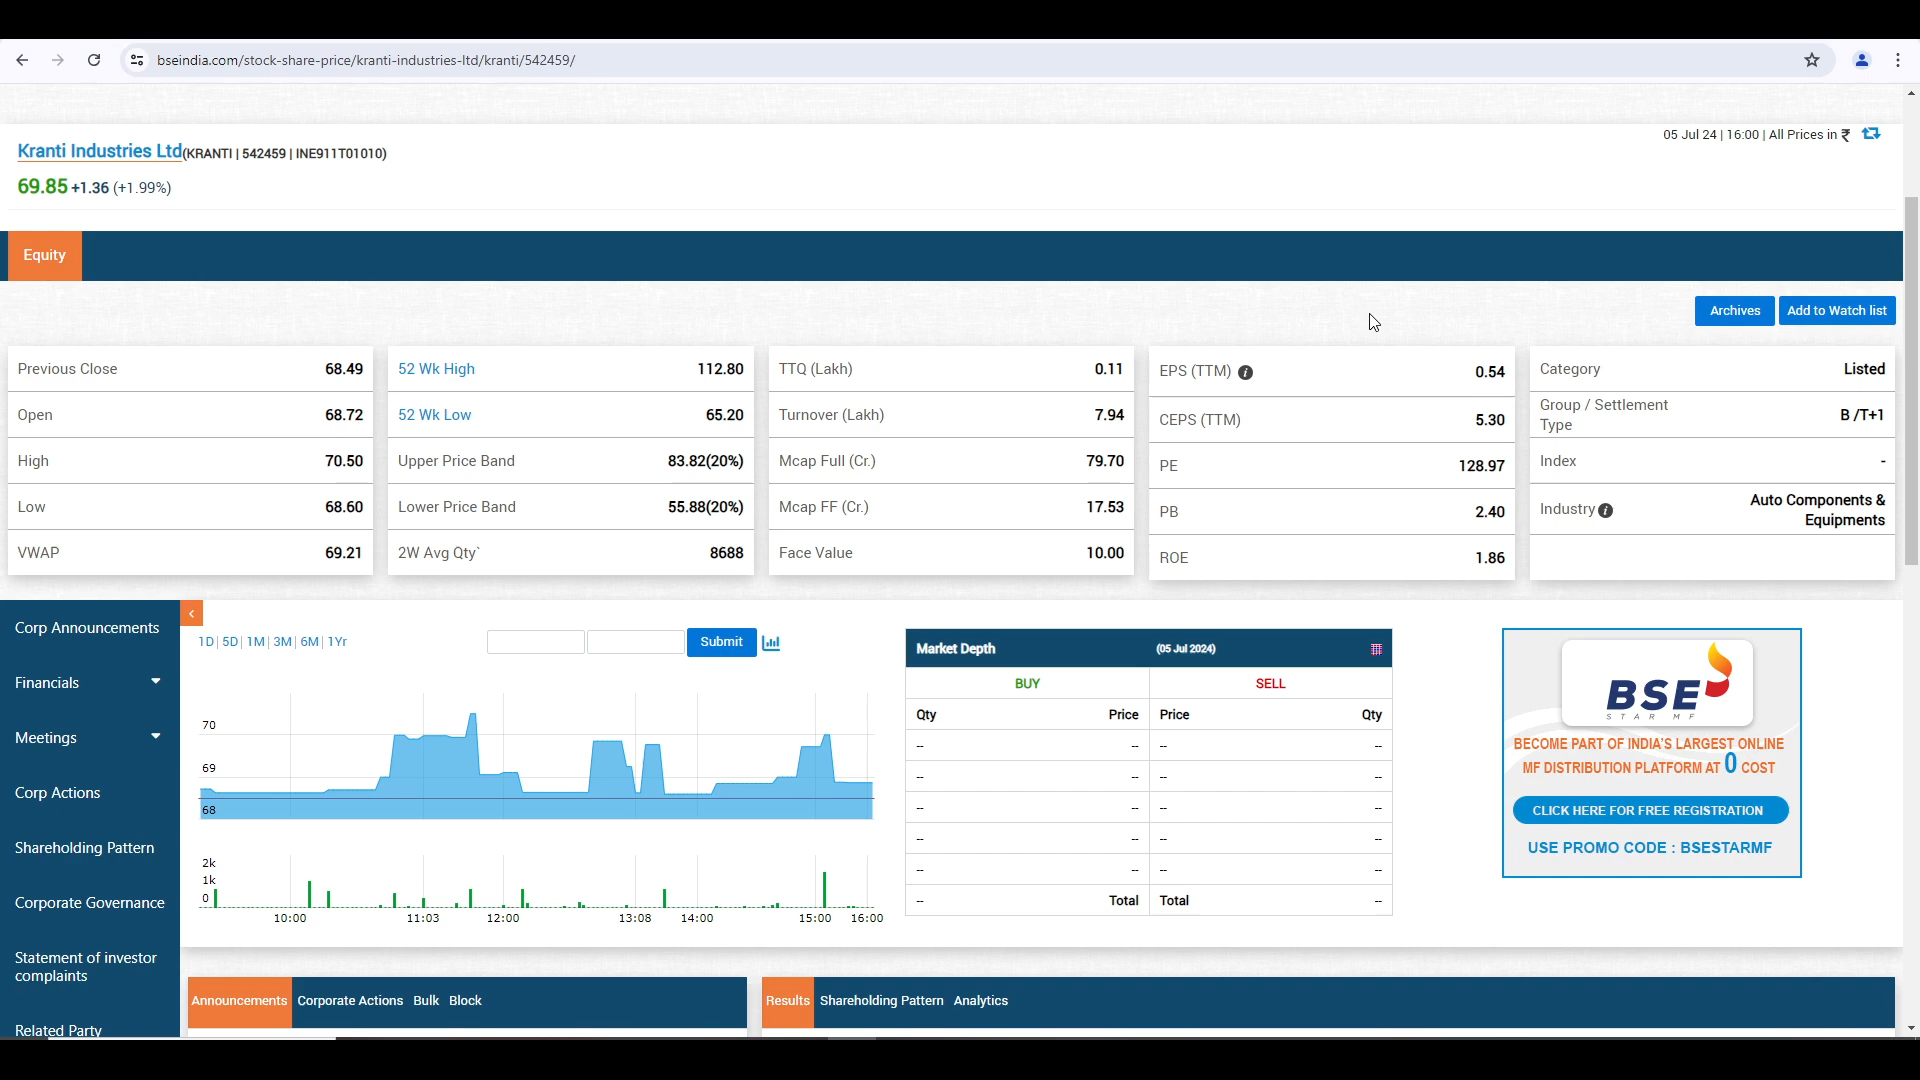 bseindia.com/stock-share-price/kranti-industries-ltd/kranti/542459/
05 Jul 24 | 16:00 | All Prices in ₹
Kranti Industries Ltd(KRANTI | 542459 | INE911T01010)
69.85 +1.36 (+1.99%)
Equity
Archives Add to Watch list
Previous Close 68.49
Open 68.72
High 70.50
Low 68.60
VWAP 69.21
52 Wk High 112.80
52 Wk Low 65.20
Upper Price Band 83.82(20%)
Lower Price Band 55.88(20%)
2W Avg Qty` 8688
TTQ (Lakh) 0.11
Turnover (Lakh) 7.94
Mcap Full (Cr.) 79.70
Mcap FF (Cr.) 17.53
Face Value 10.00
EPS (TTM) i 0.54
CEPS (TTM) 5.30
PE 128.97
PB 2.40
ROE 1.86
Category Listed
Group / Settlement
Type B /T+1
Index -
Industry i Auto Components &
Equipments
Corp Announcements
Financials
Meetings
Corp Actions
Shareholding Pattern
Corporate Governance
Statement of investor
complaints
Related Party
1D| 5D| 1M| 3M| 6M| 1Yr
Submit
70
69
68
2k
1k
0
10:00 11:03 12:00 13:08 14:00 15:00 16:00
Market Depth (05 Jul 2024)
BUY SELL
Qty Price Price Qty
-- -- -- --
-- -- -- --
-- -- -- --
-- -- -- --
-- -- -- --
-- Total Total --
BSE
STAR MF
BECOME PART OF INDIA'S LARGEST ONLINE
MF DISTRIBUTION PLATFORM AT 0 COST
CLICK HERE FOR FREE REGISTRATION
USE PROMO CODE : BSESTARMF
Announcements Corporate Actions Bulk Block
Results Shareholding Pattern Analytics